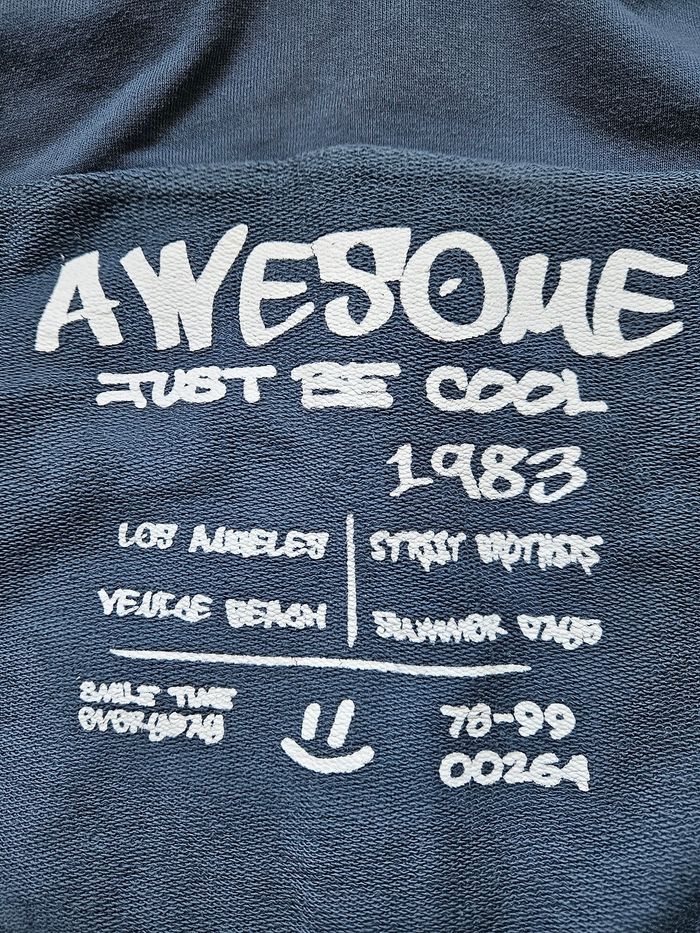 AWESOME
JUST BE COOL
1983
LOS ANGELES
VENICE BEACH
STREET BROTHERS
SUMMER DAYS
SMILE TIME
EVERYDAY
78-99
00264